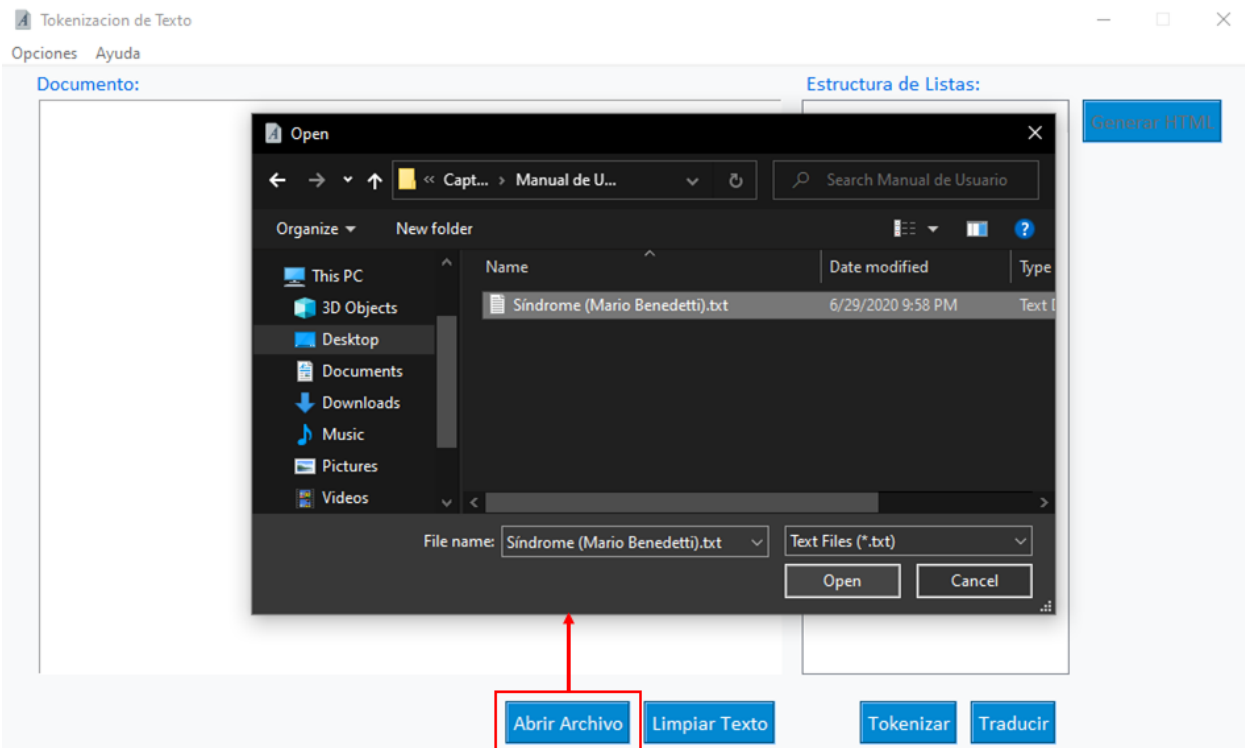 Tokenizacion de Texto
Opciones Ayuda
Documento:
Estructura de Listas:
Generar HTML
Open
« Capt... › Manual de U...
Search Manual de Usuario
Organize
New folder
This PC
3D Objects
Desktop
Documents
Downloads
Music
Pictures
Videos
Name Date modified Type
Síndrome (Mario Benedetti).txt 6/29/2020 9:58 PM Text
File name: Síndrome (Mario Benedetti).txt
Text Files (*.txt)
Open Cancel
Abrir Archivo Limpiar Texto Tokenizar Traducir